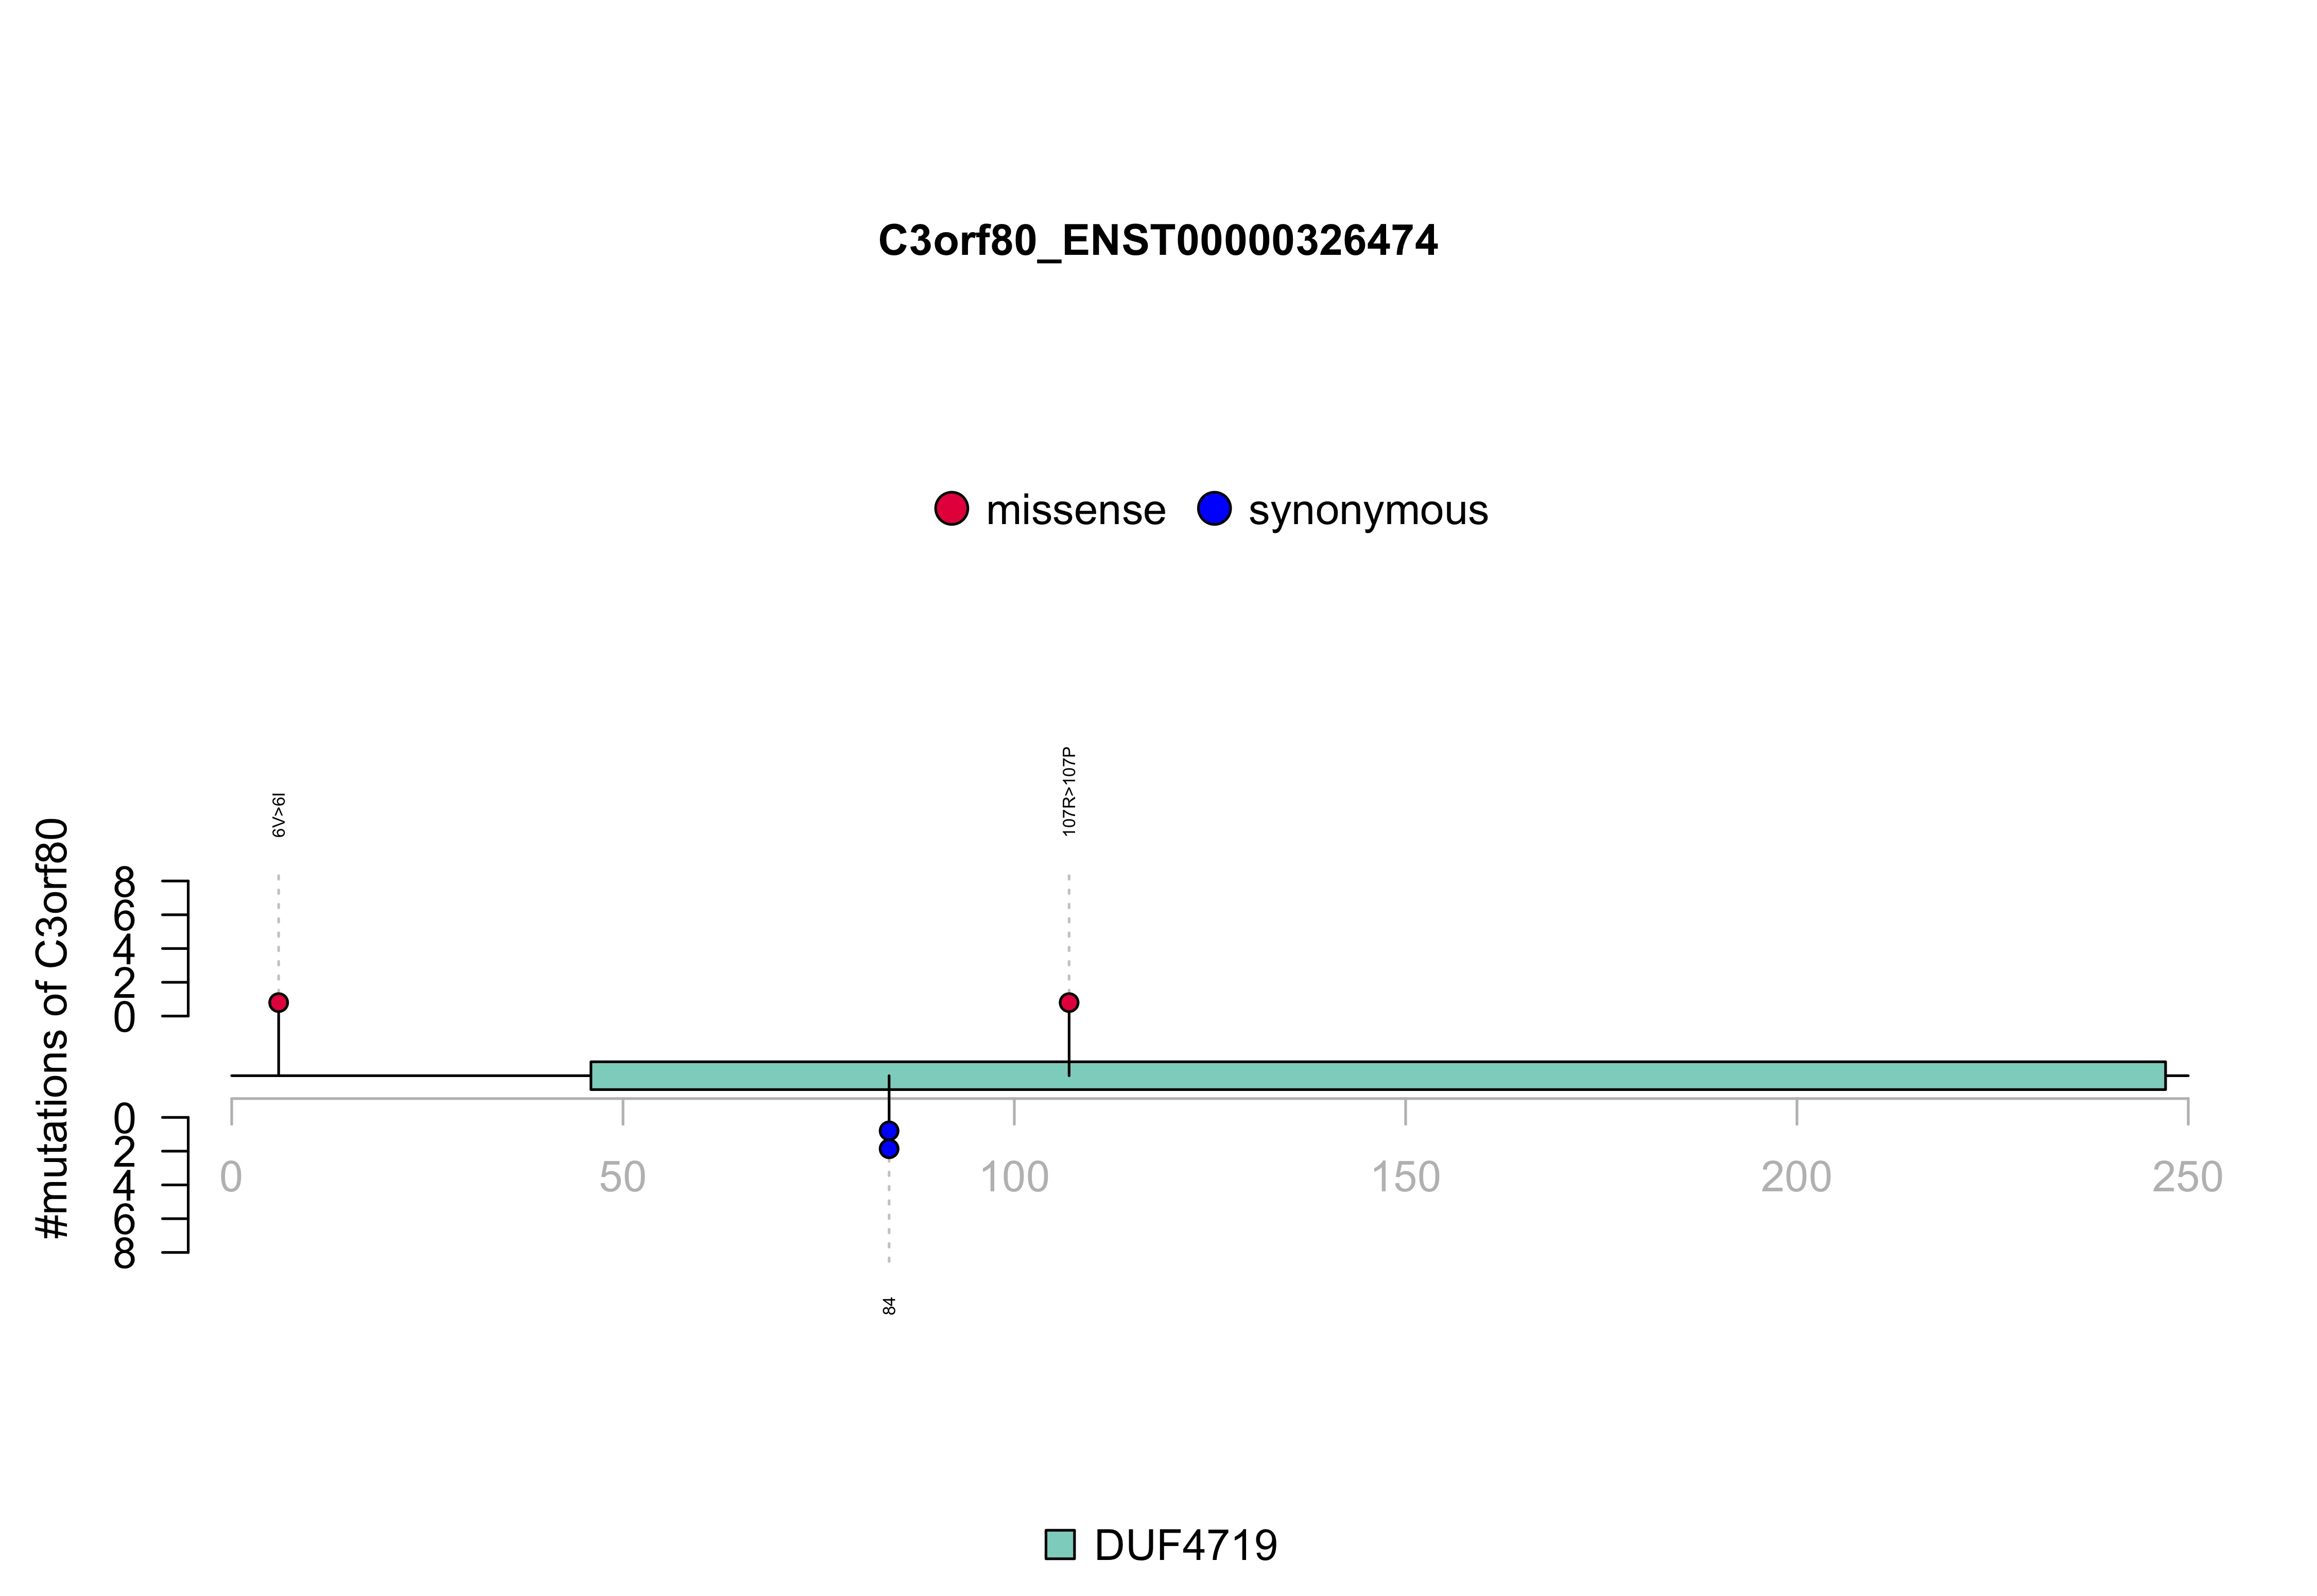 C3orf80_ENST00000326474
missense synonymous
6V>6I
107R>107P
#mutations of C3orf80
8
6
4
2
0
0
2
4
6
8
0 50 100 150 200 250
84
DUF4719